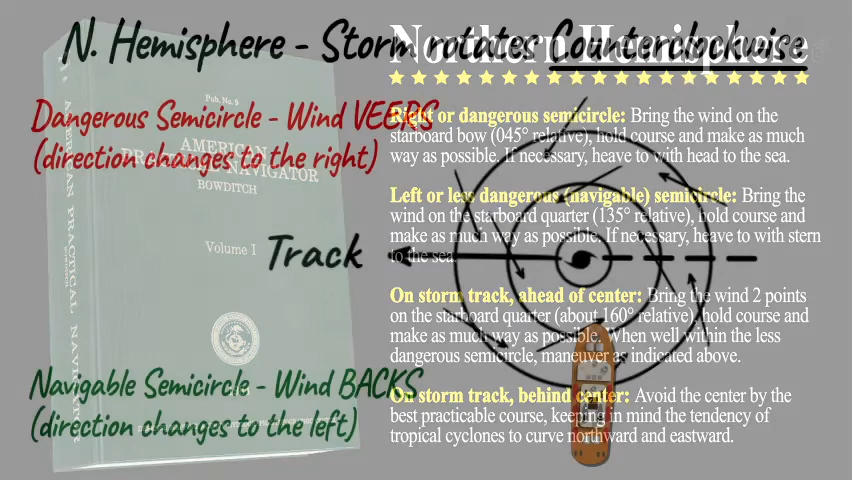 N. Hemisphere - Storm rotates Counterclockwise
Northern Hemisphere
Dangerous Semicircle - Wind VEERS
(direction changes to the right)
Pub. No. 9
AMERICAN
PRACTICAL NAVIGATOR
BOWDITCH
Volume I
AMERICAN PRACTICAL NAVIGATOR
BOWDITCH
Track
Navigable Semicircle - Wind BACKS
(direction changes to the left)
Right or dangerous semicircle: Bring the wind on the
starboard bow (045° relative), hold course and make as much
way as possible. If necessary, heave to with head to the sea.
Left or less dangerous (navigable) semicircle: Bring the
wind on the starboard quarter (135° relative), hold course and
make as much way as possible. If necessary, heave to with stern
to the sea.
On storm track, ahead of center: Bring the wind 2 points
on the starboard quarter (about 160° relative), hold course and
make as much way as possible. When well within the less
dangerous semicircle, maneuver as indicated above.
On storm track, behind center: Avoid the center by the
best practicable course, keeping in mind the tendency of
tropical cyclones to curve northward and eastward.